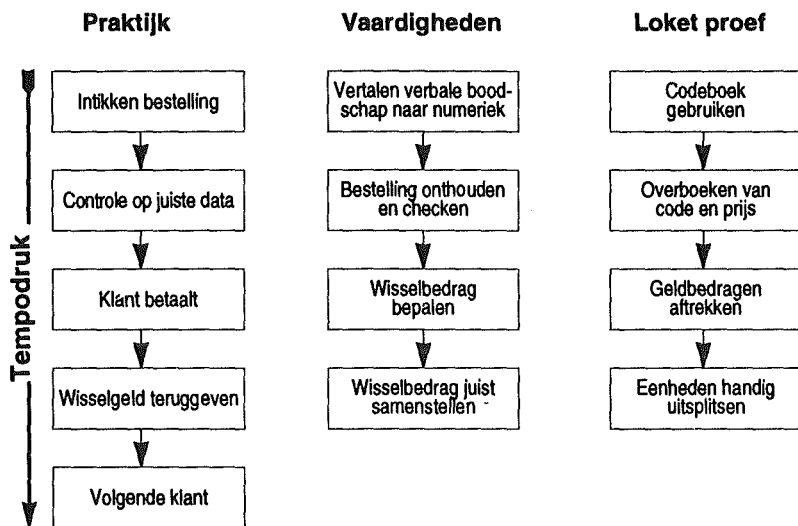 Praktijk
Vaardigheden
Loket proef
Tempodruk
Intikken bestelling
Controle op juiste data
Klant betaalt
Wisselgeld teruggeven
Volgende klant
Vertalen verbale bood-
schap naar numeriek
Bestelling onthouden
en checken
Wisselbedrag
bepalen
Wisselbedrag juist
samenstellen
Codeboek
gebruiken
Overboeken van
code en prijs
Geldbedragen
aftrekken
Eenheden handig
uitsplitsen